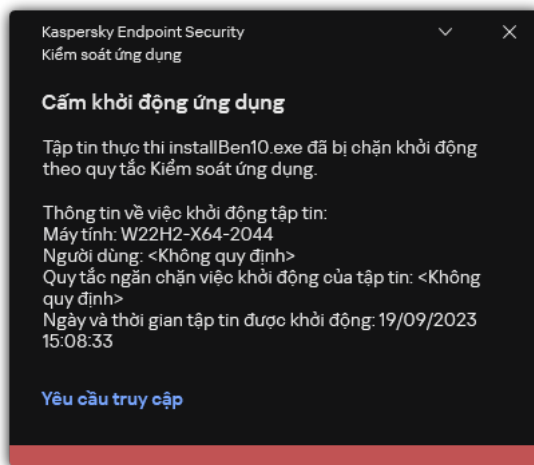 Kaspersky Endpoint Security
Kiểm soát ứng dụng
Cấm khởi động ứng dụng
Tập tin thực thi installBen10.exe đã bị chặn khởi động
theo quy tắc Kiểm soát ứng dụng.
Thông tin về việc khởi động tập tin:
Máy tính: W22H2-X64-2044
Người dùng: <Không quy định>
Quy tắc ngăn chặn việc khởi động của tập tin: <Không
quy định>
Ngày và thời gian tập tin được khởi động: 19/09/2023
15:08:33
Yêu cầu truy cập